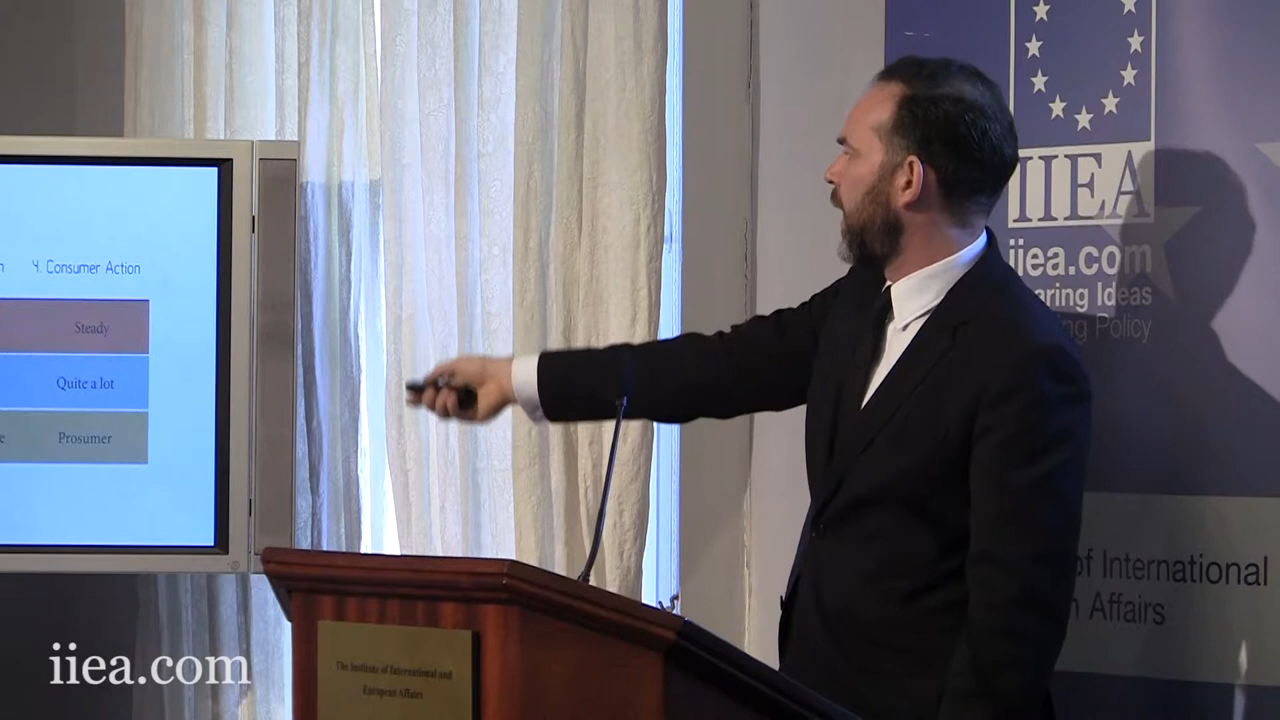 4. Consumer Action
Steady
Quite a lot
Prosumer
IIEA
iiea.com
aring Ideas
ng Policy
of International
Affairs
The Institute of International and
European Affairs
iiea.com